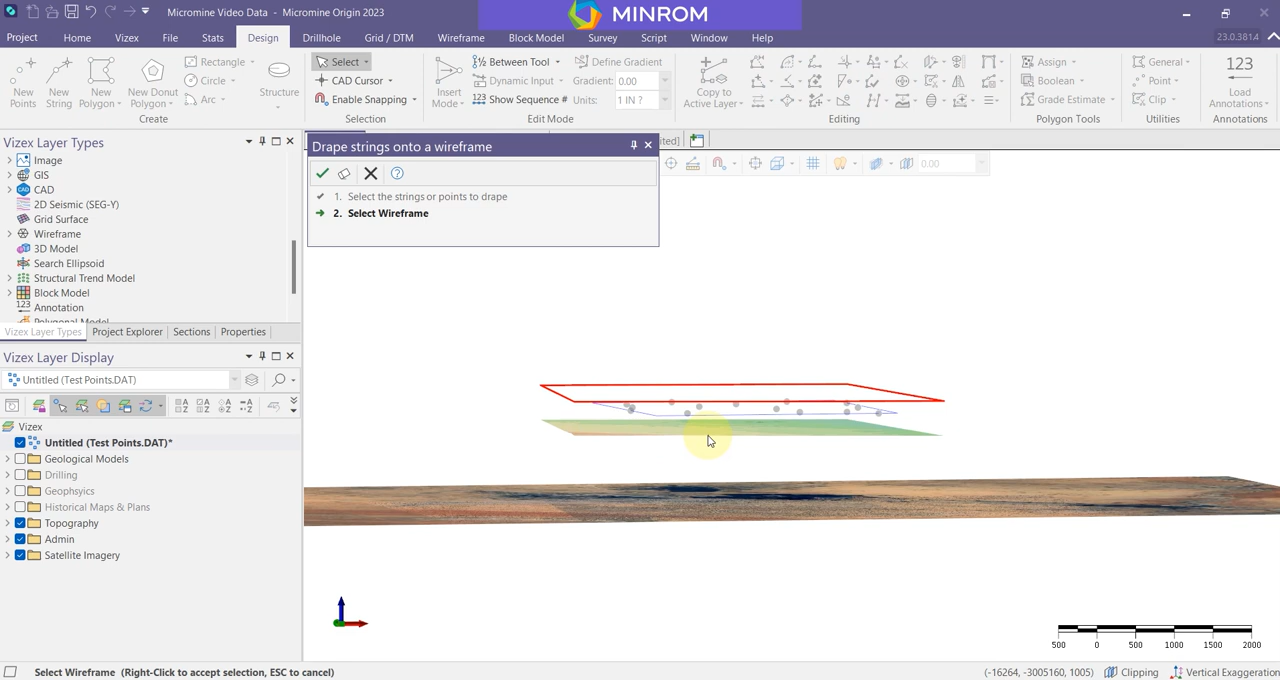 Micromine Video Data - Micromine Origin 2023
MINROM
Project Home Vizex File Stats Design Drillhole Grid / DTM Wireframe Block Model Survey Script Window Help
23.0.381.4
New Points
New String
New Polygon
New Donut Polygon
Rectangle
Circle
Arc
Structure
Create
Select
CAD Cursor
Enable Snapping
Selection
Insert Mode
Between Tool
Dynamic Input
Show Sequence #
Define Gradient
Gradient: 0.00
Units: 1 IN ?
Edit Mode
Copy to Active Layer
Editing
Assign
Boolean
Grade Estimate
Polygon Tools
General
Point
Clip
Utilities
123
Load Annotations
Annotations
Vizex Layer Types
Image
GIS
CAD
2D Seismic (SEG-Y)
Grid Surface
Wireframe
3D Model
Search Ellipsoid
Structural Trend Model
Block Model
123 Annotation
Vizex Layer Types Project Explorer Sections Properties
Vizex Layer Display
Untitled (Test Points.DAT)
Vizex
Untitled (Test Points.DAT)*
Geological Models
Drilling
Geophsyics
Historical Maps & Plans
Topography
Admin
Satellite Imagery
Drape strings onto a wireframe
1. Select the strings or points to drape
2. Select Wireframe
ted]
0.00
500 0 500 1000 1500 2000
Select Wireframe (Right-Click to accept selection, ESC to cancel)
(-16264, -3005160, 1005) Clipping Vertical Exaggeration